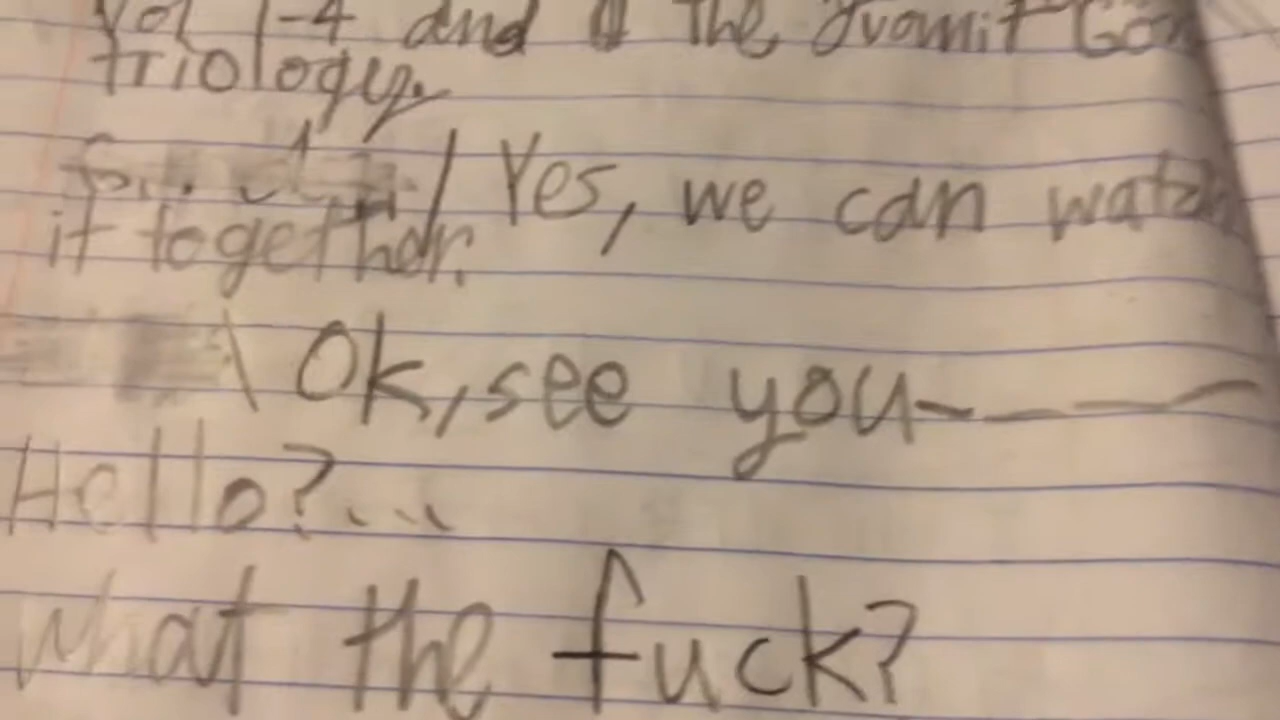 Vol 1-4 and the
triology.
/ Yes, we can watch
it together.
\ Ok, see you-———
Hello?...
What the fuck?